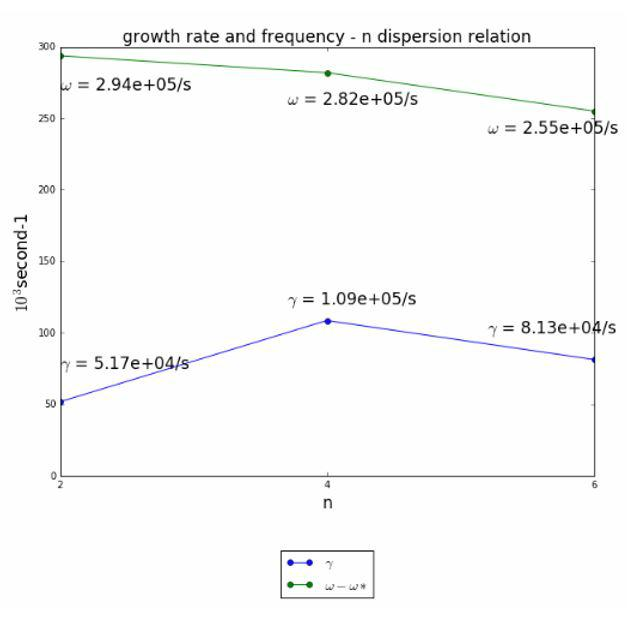 growth rate and frequency - n dispersion relation
300
ω = 2.94e+05/s
ω = 2.82e+05/s
250
ω = 2.55e+05/s
200
10³second-1
150
γ = 1.09e+05/s
100
γ = 8.13e+04/s
γ = 5.17e+04/s
50
0
2 4 6
n
γ
ω − ω*